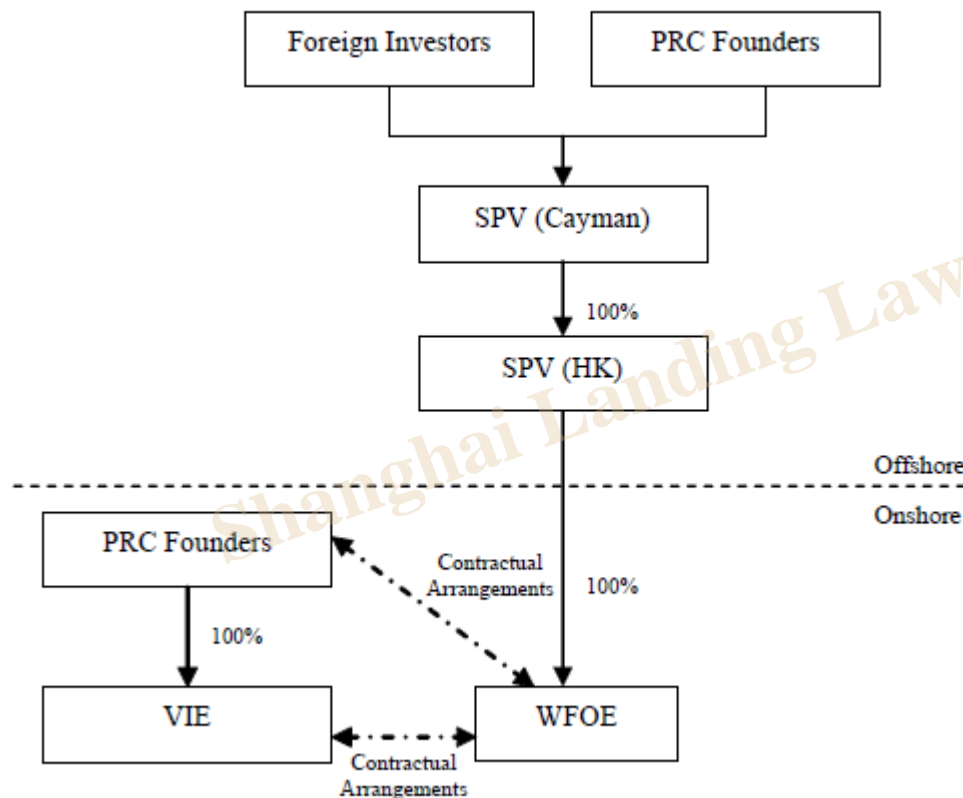 Foreign Investors
PRC Founders
SPV (Cayman)
100%
SPV (HK)
Shanghai Landing Law
Offshore
Onshore
PRC Founders
Contractual
Arrangements
100%
100%
VIE
WFOE
Contractual
Arrangements